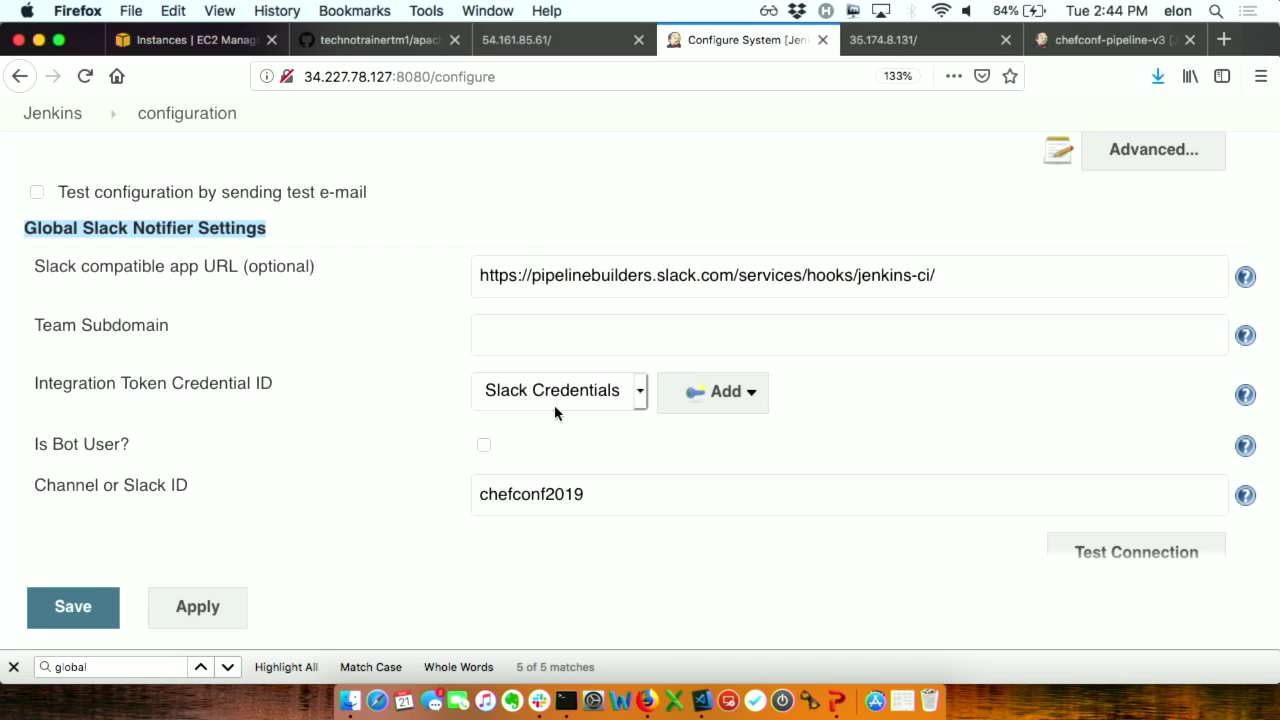 Firefox File Edit View History Bookmarks Tools Window Help 84% Tue 2:44 PM elon
Instances | EC2 Manag technotrainertm1/apac 54.161.85.61/ Configure System [Jen 35.174.8.131/ chefconf-pipeline-v3 [J
34.227.78.127:8080/configure 133%
Jenkins configuration
Advanced...
Test configuration by sending test e-mail
Global Slack Notifier Settings
Slack compatible app URL (optional) https://pipelinebuilders.slack.com/services/hooks/jenkins-ci/
Team Subdomain
Integration Token Credential ID Slack Credentials Add
Is Bot User?
Channel or Slack ID chefconf2019
Test Connection
Save Apply
global Highlight All Match Case Whole Words 5 of 5 matches